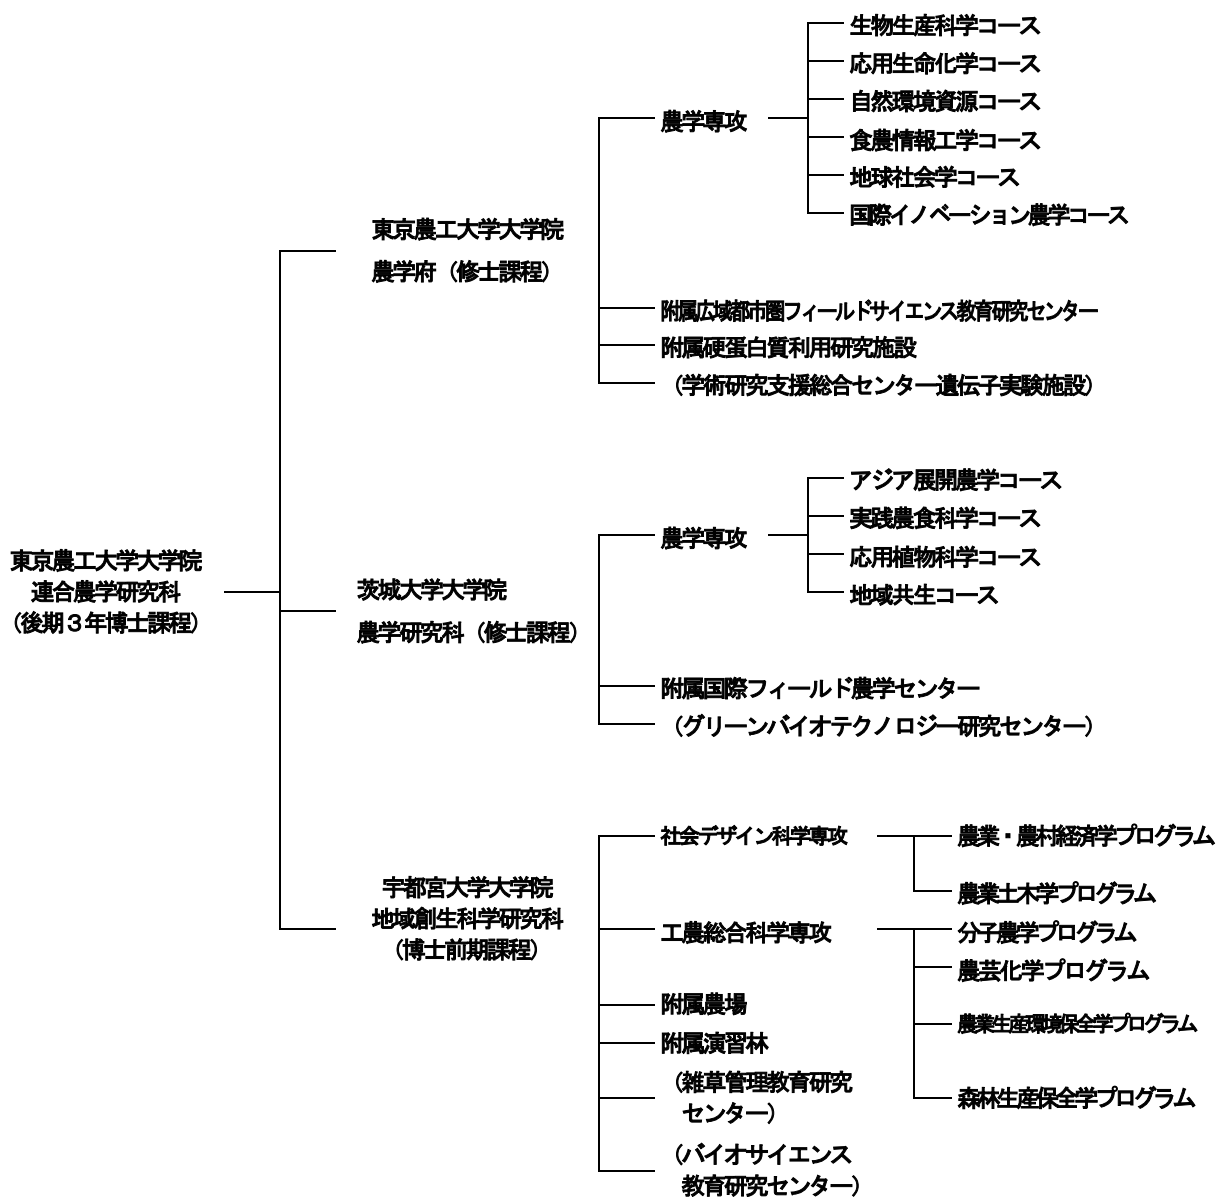 東京農工大学大学院
連合農学研究科
（後期３年博士課程）
東京農工大学大学院
農学府（修士課程）
農学専攻
生物生産科学コース
応用生命化学コース
自然環境資源コース
食農情報工学コース
地球社会学コース
国際イノベーション農学コース
附属広域都市圏フィールドサイエンス教育研究センター
附属硬蛋白質利用研究施設
（学術研究支援総合センター遺伝子実験施設）
茨城大学大学院
農学研究科（修士課程）
農学専攻
アジア展開農学コース
実践農食科学コース
応用植物科学コース
地域共生コース
附属国際フィールド農学センター
（グリーンバイオテクノロジー研究センター）
宇都宮大学大学院
地域創生科学研究科
（博士前期課程）
社会デザイン科学専攻
農業・農村経済学プログラム
農業土木学プログラム
工農総合科学専攻
分子農学プログラム
農芸化学プログラム
農業生産環境保全学プログラム
森林生産保全学プログラム
附属農場
附属演習林
（雑草管理教育研究
センター）
（バイオサイエンス
教育研究センター）